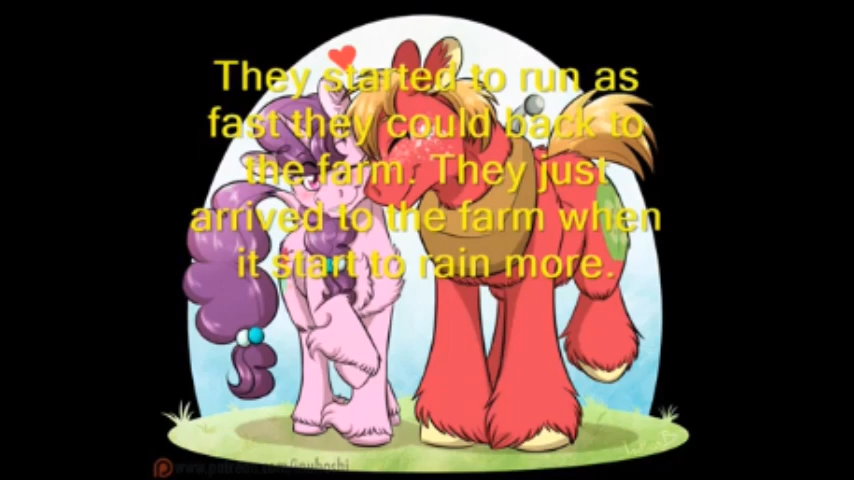 They started to run as
fast they could back to
the farm. They just
arrived to the farm when
it start to rain more.